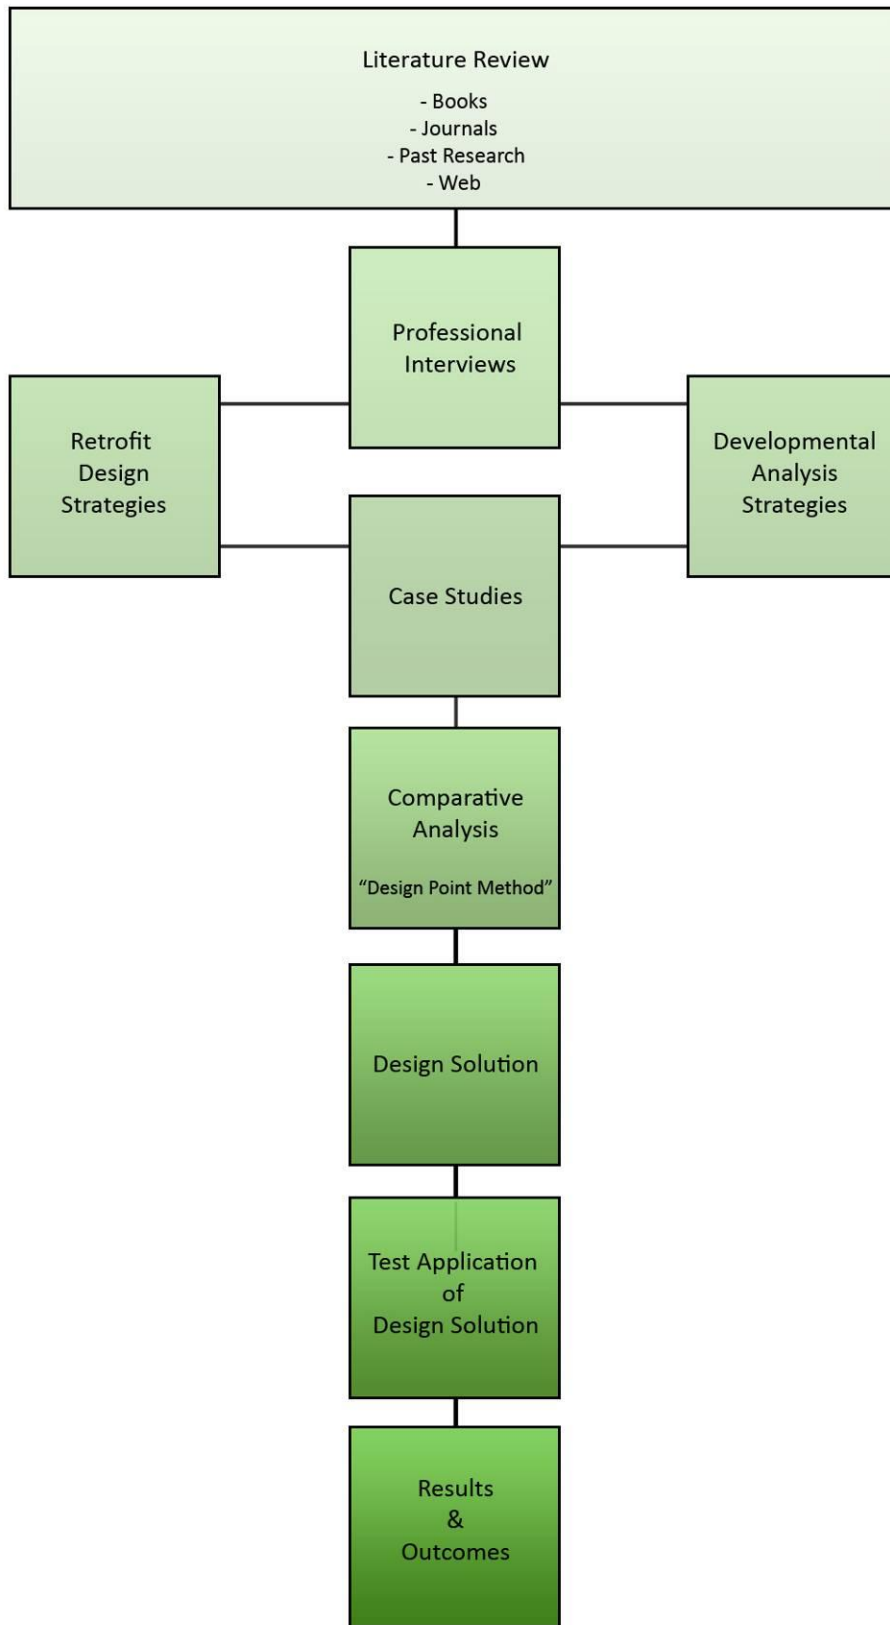 Literature Review
- Books
- Journals
- Past Research
- Web
Professional
Interviews
Retrofit
Design
Strategies
Developmental
Analysis
Strategies
Case Studies
Comparative
Analysis
“Design Point Method”
Design Solution
Test Application
of
Design Solution
Results
&
Outcomes